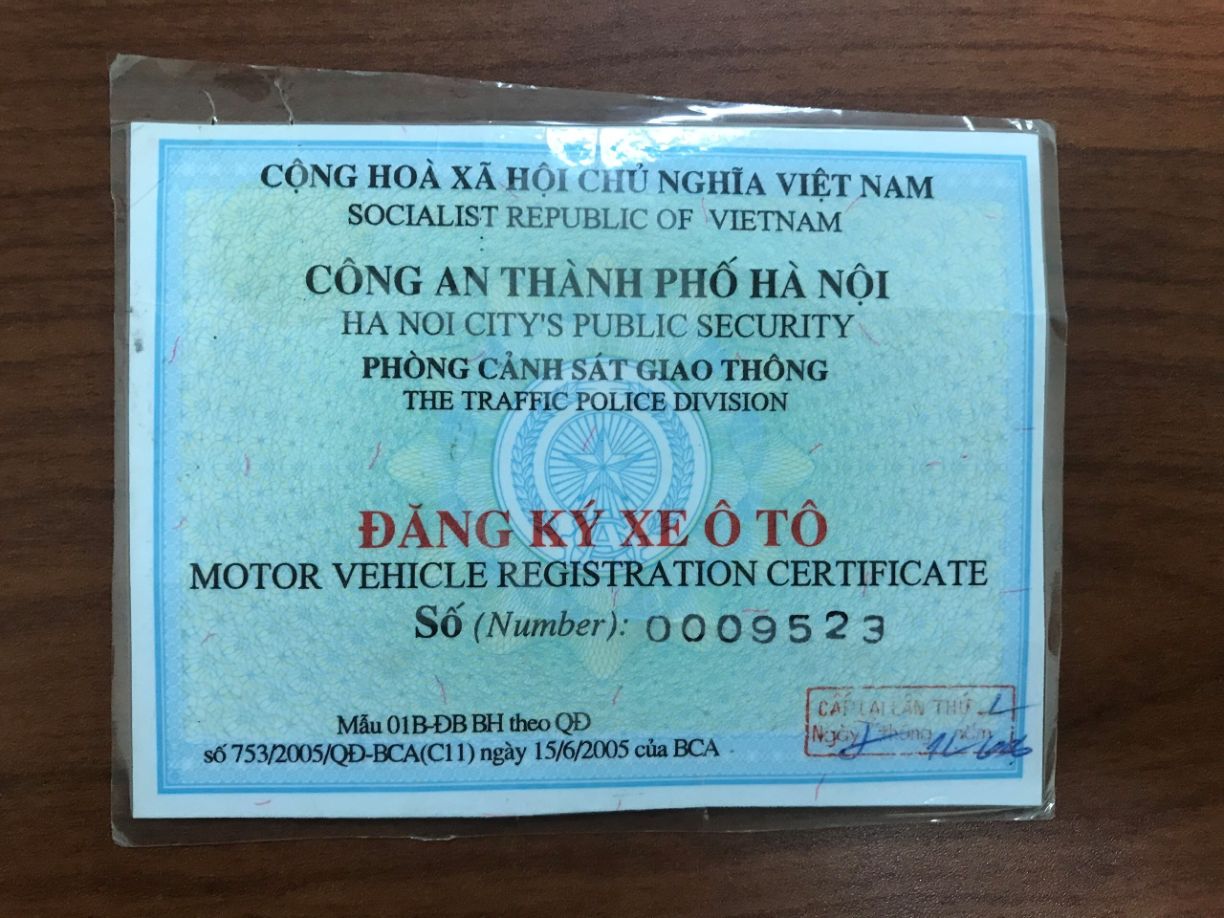 CỘNG HOÀ XÃ HỘI CHỦ NGHĨA VIỆT NAM
SOCIALIST REPUBLIC OF VIETNAM
CÔNG AN THÀNH PHỐ HÀ NỘI
HA NOI CITY'S PUBLIC SECURITY
PHÒNG CẢNH SÁT GIAO THÔNG
THE TRAFFIC POLICE DIVISION
ĐĂNG KÝ XE Ô TÔ
MOTOR VEHICLE REGISTRATION CERTIFICATE
Số (Number): 0009523
Mẫu 01B-ĐB BH theo QĐ
số 753/2005/QĐ-BCA(C11) ngày 15/6/2005 của BCA
CẤP LẠI LẦN THỨ
Ngày tháng năm